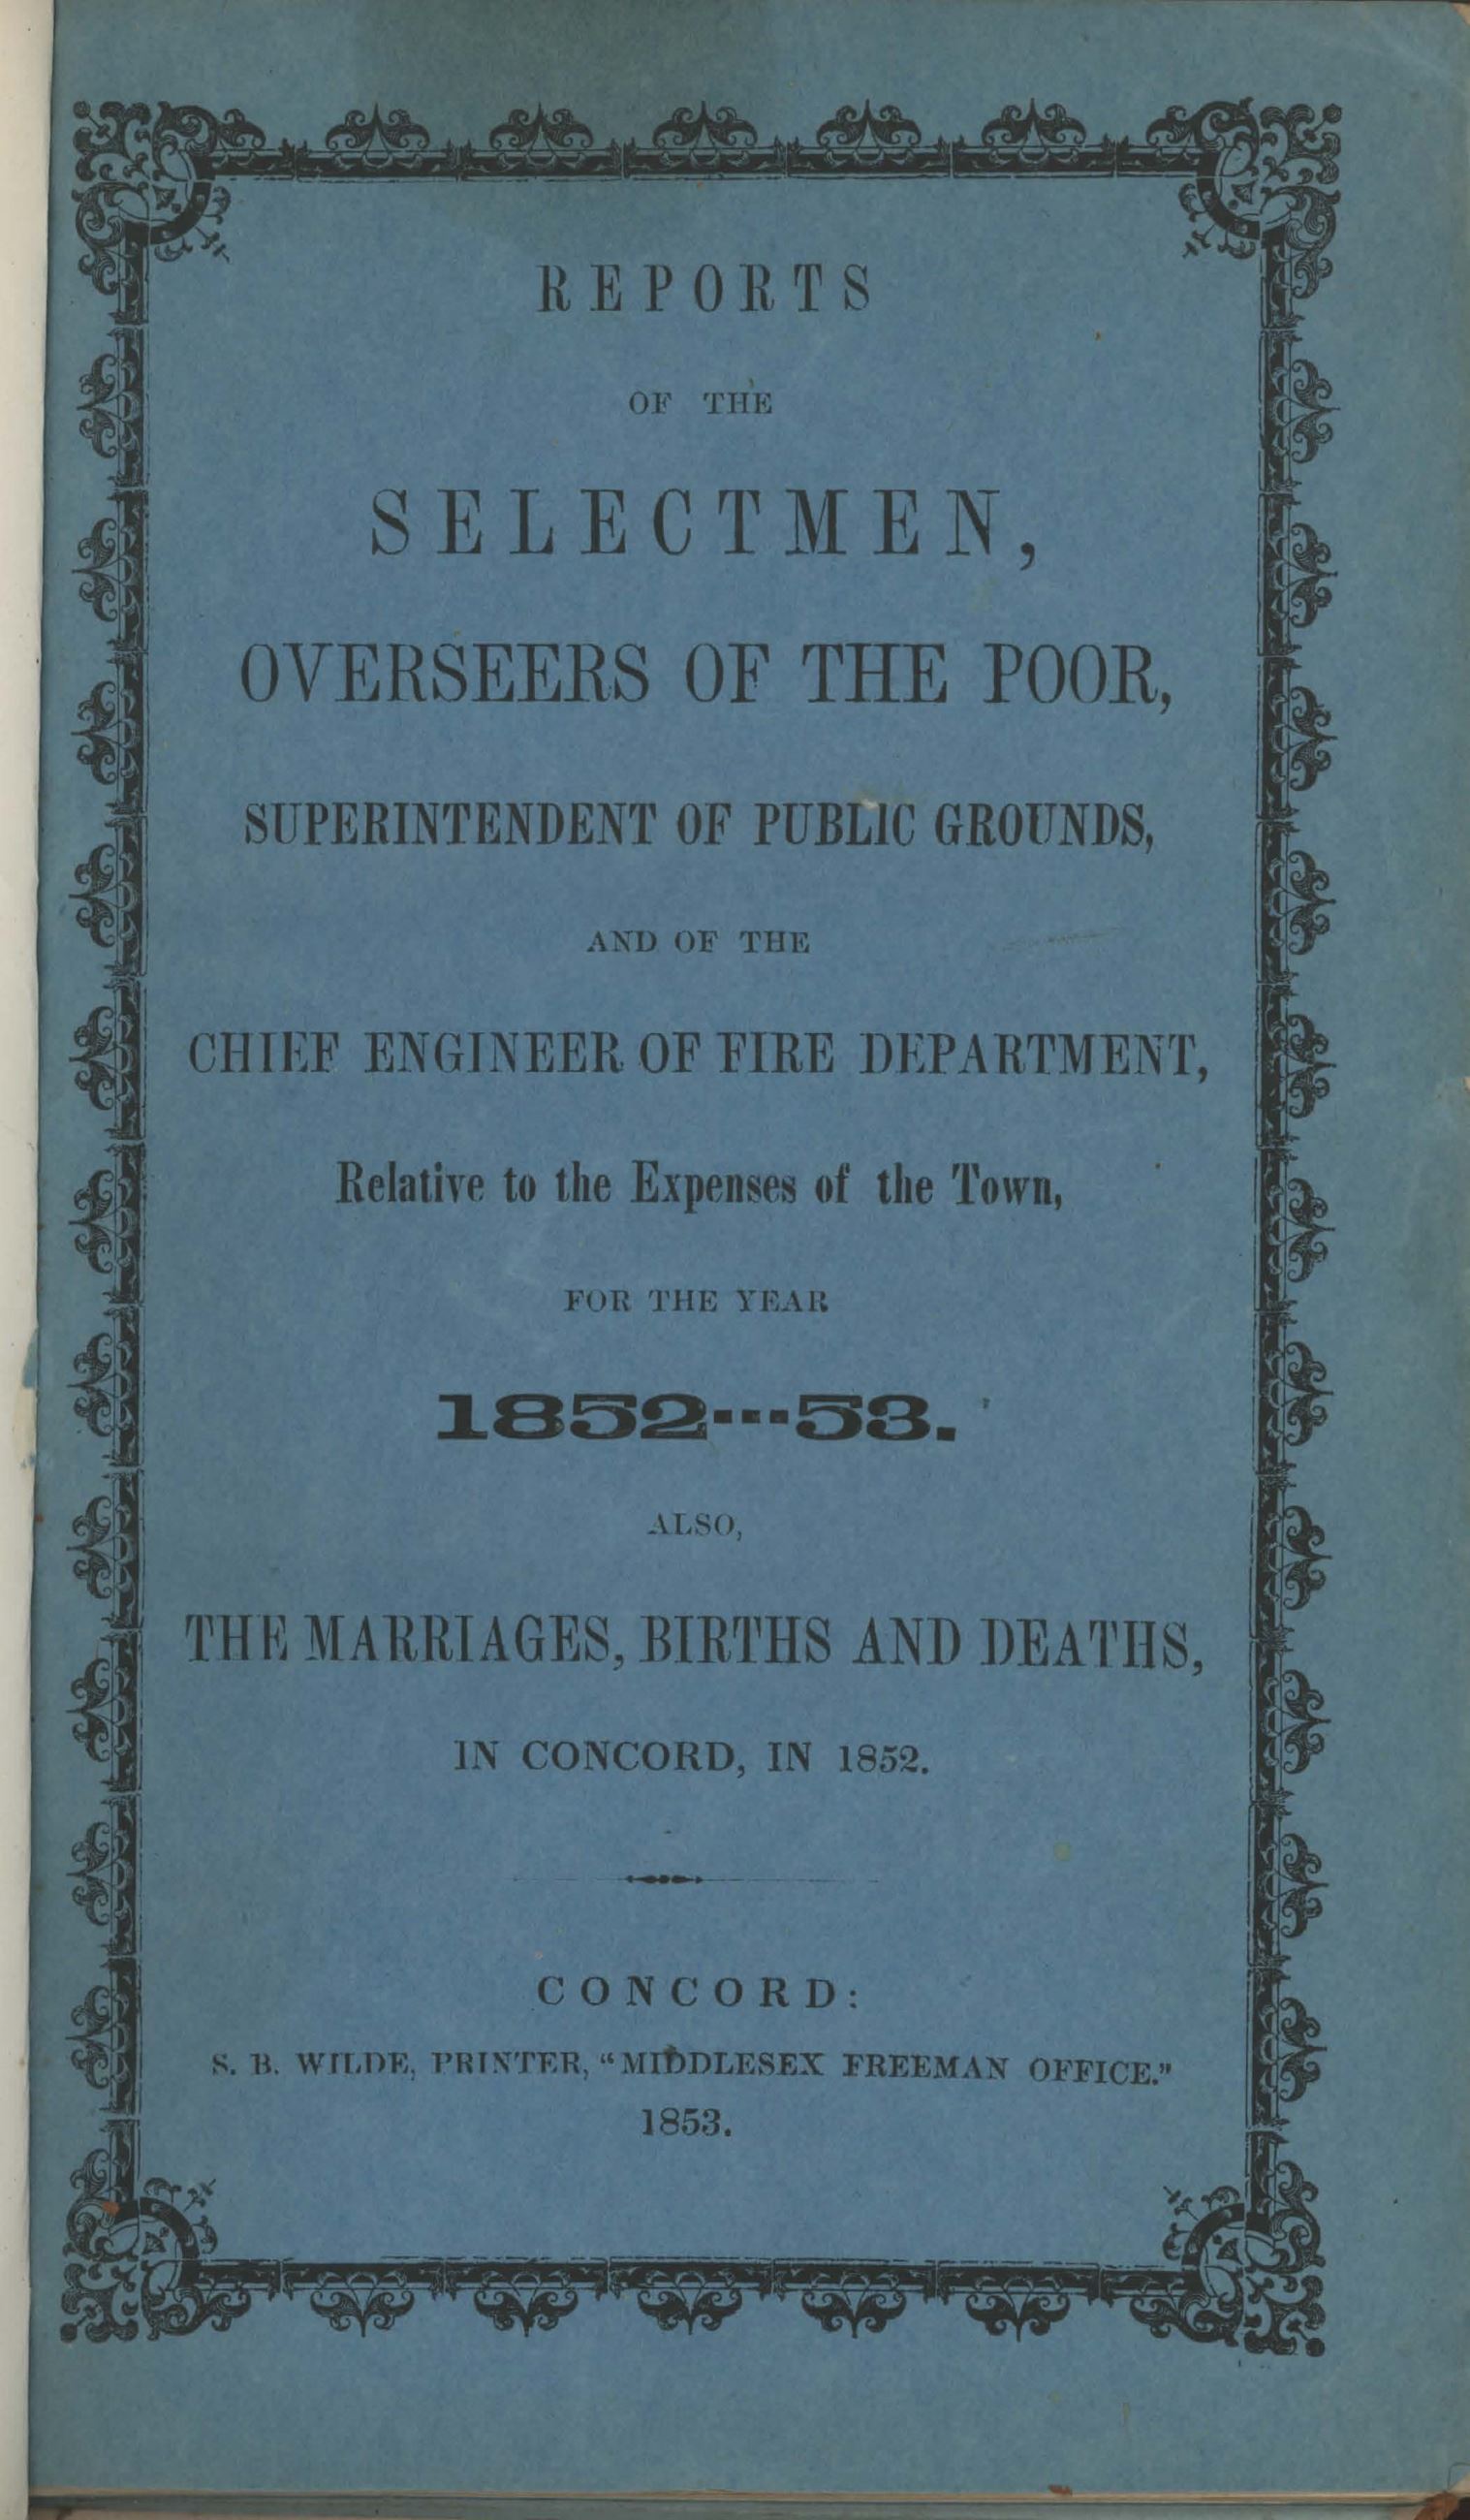 REPORTS
OF THE
SELECTMEN,
OVERSEERS OF THE POOR,
SUPERINTENDENT OF PUBLIC GROUNDS,
AND OF THE
CHIEF ENGINEER OF FIRE DEPARTMENT,
Relative to the Expenses of the Town,
FOR THE YEAR
1852---53.
ALSO,
THE MARRIAGES, BIRTHS AND DEATHS,
IN CONCORD, IN 1852.
CONCORD:
S. B. WILDE, PRINTER, "MIDDLESEX FREEMAN OFFICE."
1853.